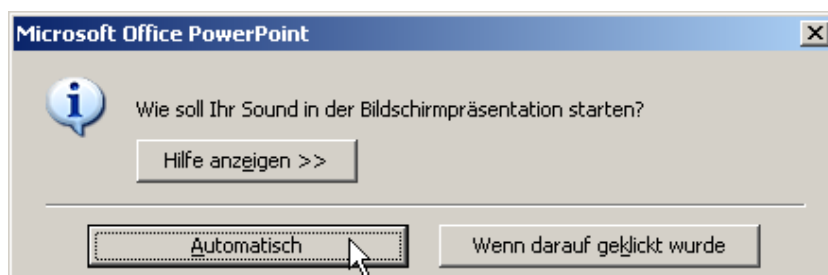 Microsoft Office PowerPoint
Wie soll Ihr Sound in der Bildschirmpräsentation starten?
Hilfe anzeigen >>
Automatisch
Wenn darauf geklickt wurde